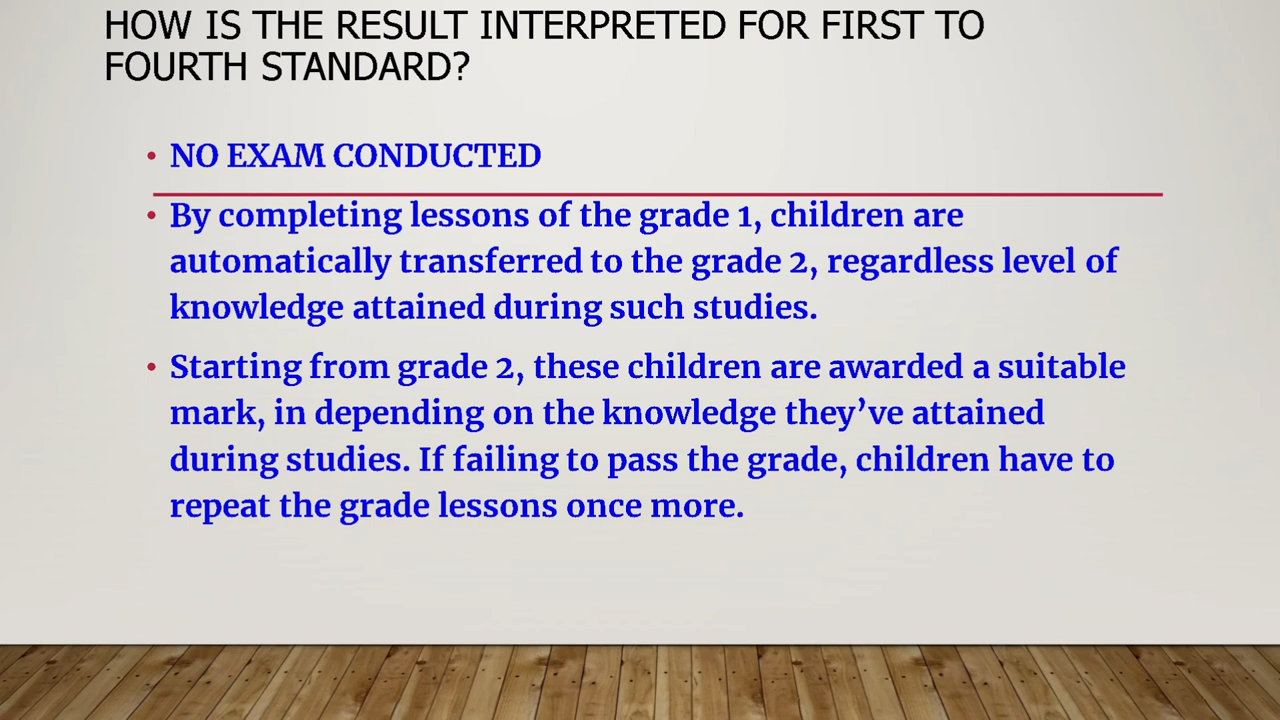 HOW IS THE RESULT INTERPRETED FOR FIRST TO
FOURTH STANDARD?
• NO EXAM CONDUCTED
• By completing lessons of the grade 1, children are
automatically transferred to the grade 2, regardless level of
knowledge attained during such studies.
• Starting from grade 2, these children are awarded a suitable
mark, in depending on the knowledge they’ve attained
during studies. If failing to pass the grade, children have to
repeat the grade lessons once more.